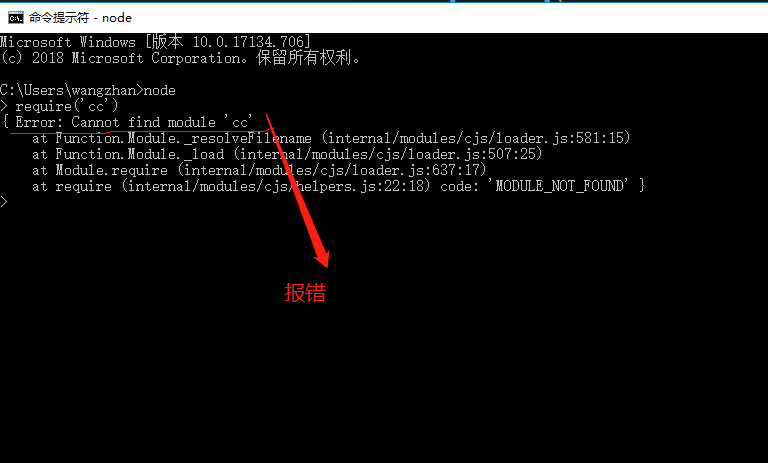 命令提示符 - node
Microsoft Windows [版本 10.0.17134.706]
(c) 2018 Microsoft Corporation。保留所有权利。
C:\Users\wangzhan>node
> require('cc')
{ Error: Cannot find module 'cc'
at Function.Module._resolveFilename (internal/modules/cjs/loader.js:581:15)
at Function.Module._load (internal/modules/cjs/loader.js:507:25)
at Module.require (internal/modules/cjs/loader.js:637:17)
at require (internal/modules/cjs/helpers.js:22:18) code: 'MODULE_NOT_FOUND' }
>
报错